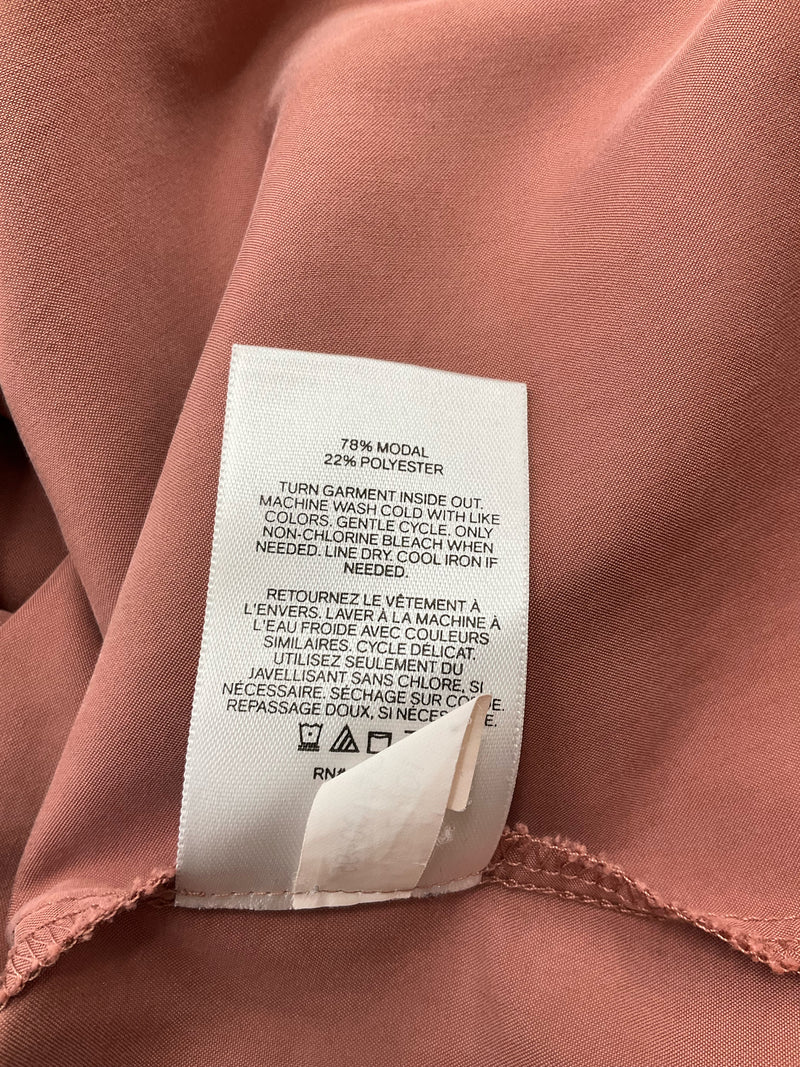 78% MODAL
22% POLYESTER
TURN GARMENT INSIDE OUT.
MACHINE WASH COLD WITH LIKE
COLORS. GENTLE CYCLE. ONLY
NON-CHLORINE BLEACH WHEN
NEEDED. LINE DRY. COOL IRON IF
NEEDED.
RETOURNEZ LE VÊTEMENT À
L'ENVERS. LAVER À LA MACHINE À
L'EAU FROIDE AVEC COULEURS
SIMILAIRES. CYCLE DÉLICAT.
UTILISEZ SEULEMENT DU
JAVELLISANT SANS CHLORE, SI
NÉCESSAIRE. SÉCHAGE SUR
REPASSAGE DOUX, SI NÉCESSAIRE.
RN#